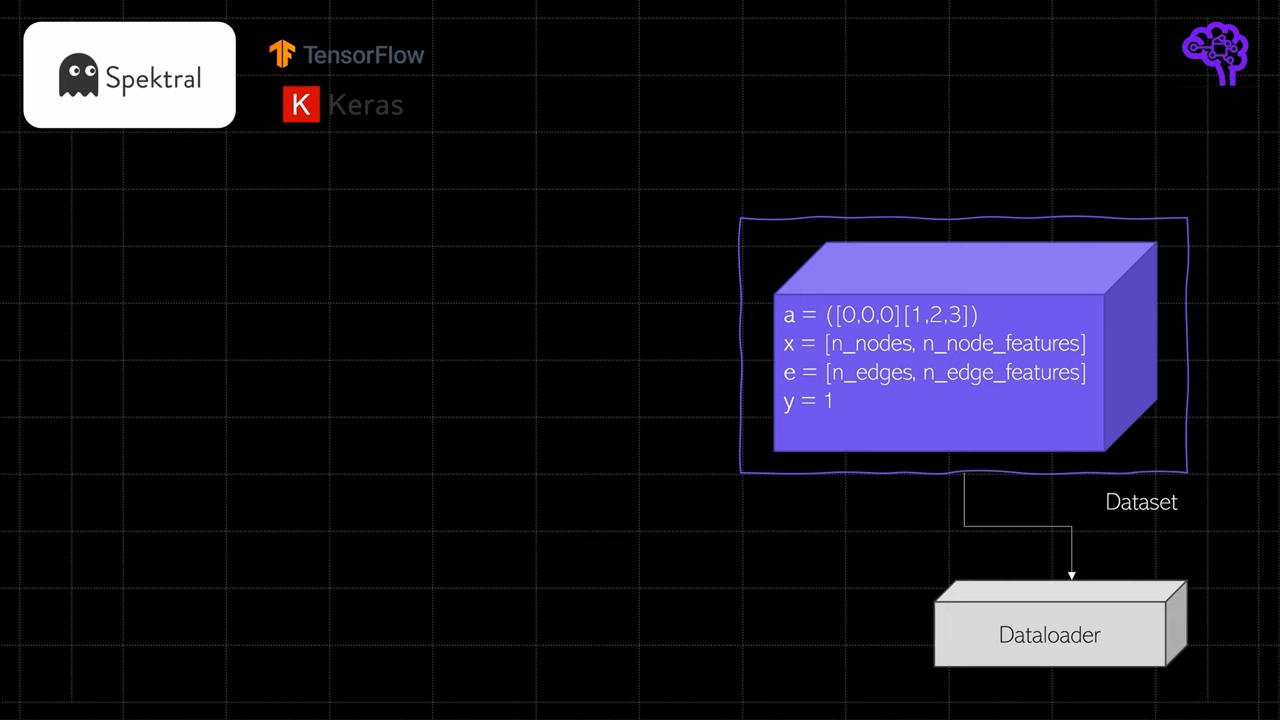 Spektral
TensorFlow
K Keras
a = ([0,0,0][1,2,3])
x = [n_nodes, n_node_features]
e = [n_edges, n_edge_features]
y = 1
Dataset
Dataloader